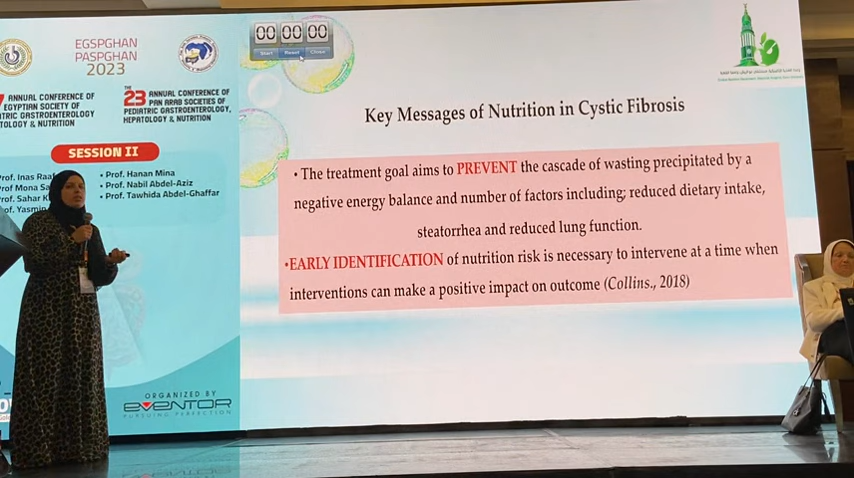 EGSPGHAN
PASPGHAN
2023
ANNUAL CONFERENCE OF
EGYPTIAN SOCIETY OF
GASTROENTEROLOGY
& NUTRITION
THE
23 ANNUAL CONFERENCE OF
PAN ARAB SOCIETIES OF
PEDIATRIC GASTROENTEROLOGY,
HEPATOLOGY & NUTRITION
SESSION II
Prof. Inas
Prof Mona
Prof. Sahar
Yasmin
• Prof. Hanan Mina
• Prof. Nabil Abdel-Aziz
• Prof. Tawhida Abdel-Ghaffar
ORGANIZED BY
EVENTOR
PURSUING PERFECTION
00 00 00
Start Reset Close
Key Messages of Nutrition in Cystic Fibrosis
• The treatment goal aims to PREVENT the cascade of wasting precipitated by a
negative energy balance and number of factors including; reduced dietary intake,
steatorrhea and reduced lung function.
•EARLY IDENTIFICATION of nutrition risk is necessary to intervene at a time when
interventions can make a positive impact on outcome (Collins., 2018)